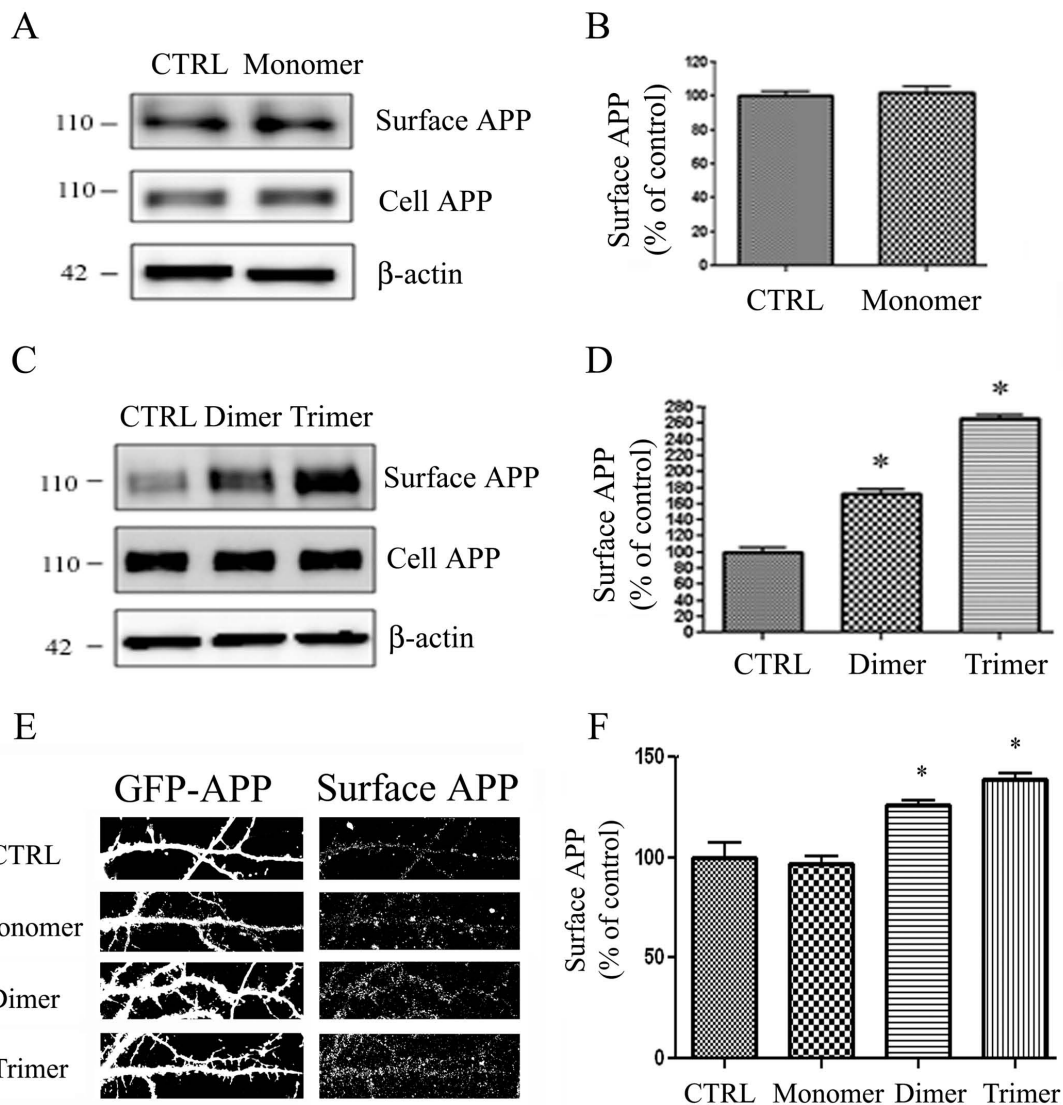 A
CTRL Monomer
110
Surface APP
110
Cell APP
42
β-actin
B
Surface APP
(% of control)
120
100
80
60
40
20
0
CTRL Monomer
C
CTRL Dimer Trimer
110
Surface APP
110
Cell APP
42
β-actin
D
Surface APP
(% of control)
280
260
240
220
200
180
160
140
120
100
80
60
40
20
0
*
*
CTRL Dimer Trimer
E
GFP-APP Surface APP
CTRL
onomer
Dimer
Trimer
F
Surface APP
(% of control)
150
100
50
0
*
*
CTRL Monomer Dimer Trimer